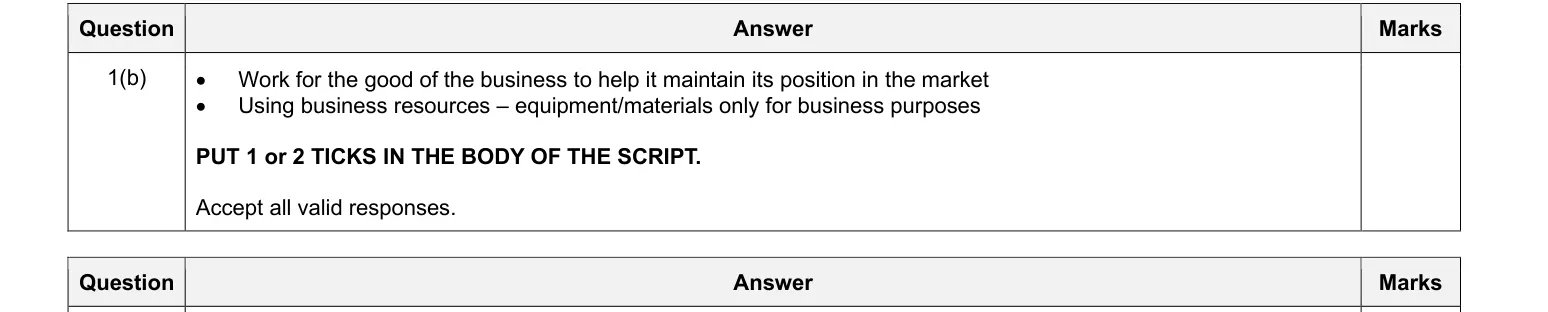 Question Answer Marks
1(b)
• Work for the good of the business to help it maintain its position in the market
• Using business resources – equipment/materials only for business purposes
PUT 1 or 2 TICKS IN THE BODY OF THE SCRIPT.
Accept all valid responses.
Question Answer Marks